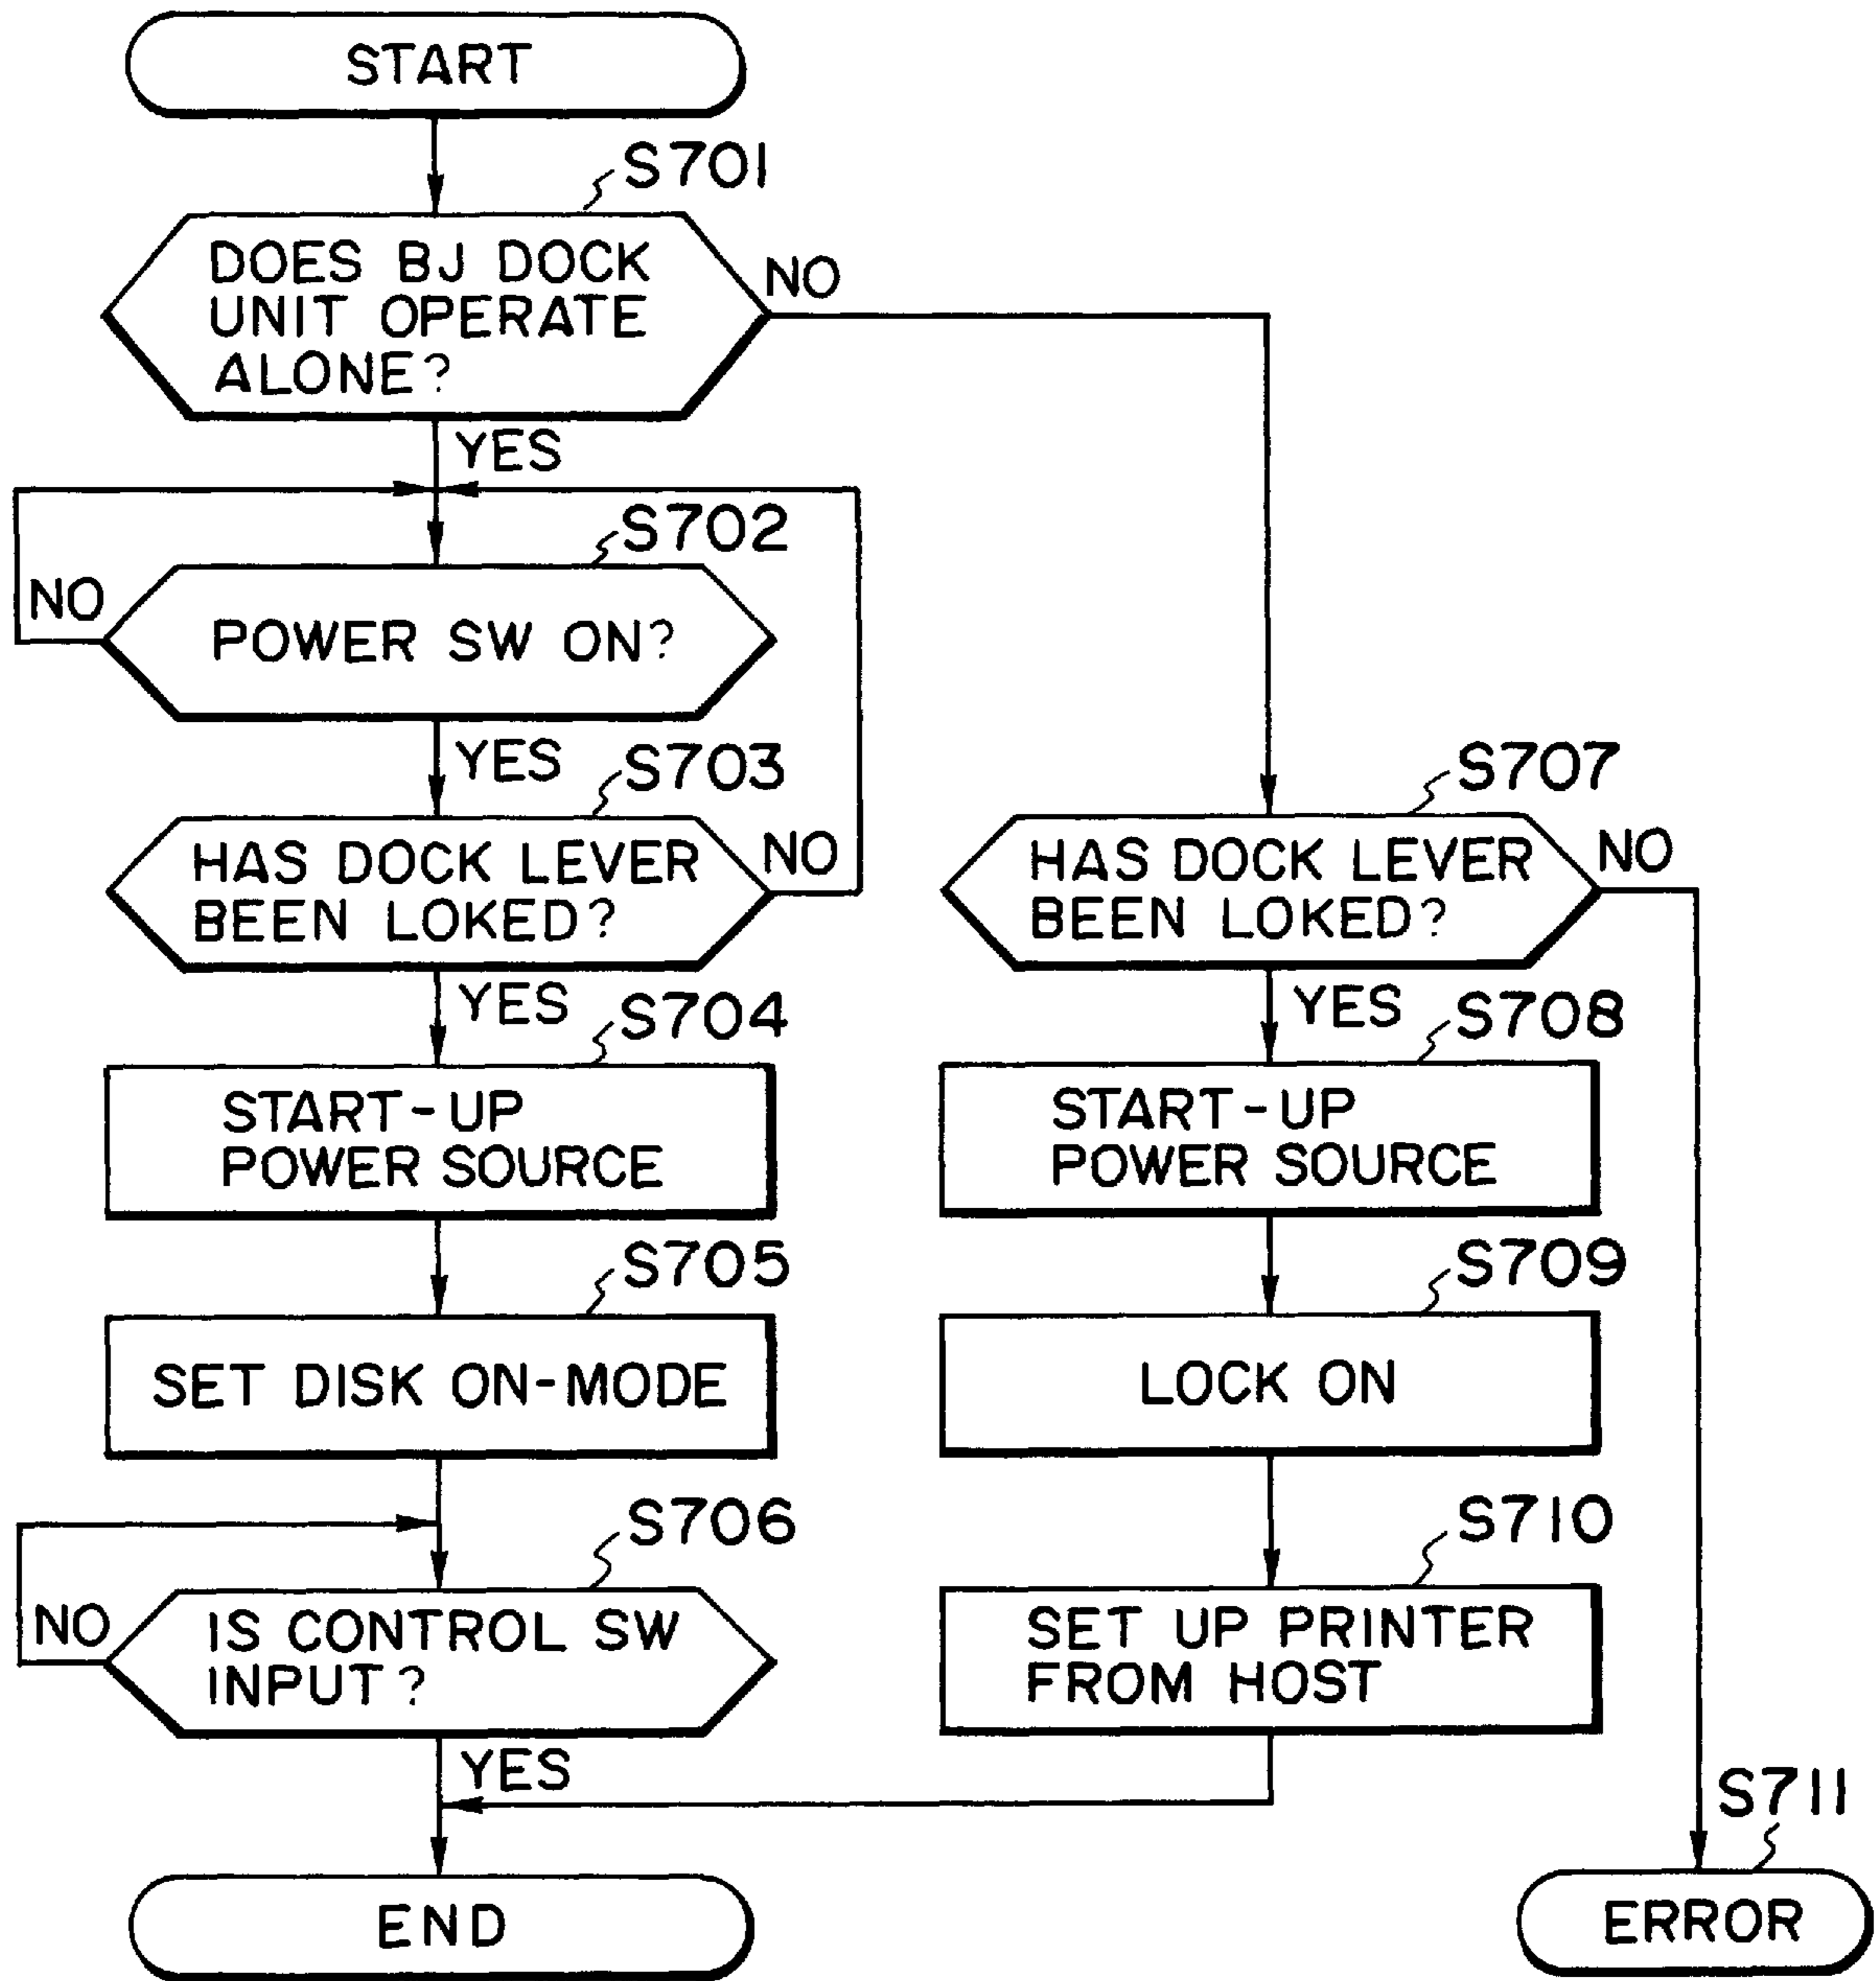 START
S701
DOES BJ DOCK
UNIT OPERATE
ALONE?
NO
YES
S702
NO
POWER SW ON?
YES
S703
HAS DOCK LEVER
BEEN LOKED?
NO
YES
S704
START-UP
POWER SOURCE
S705
SET DISK ON-MODE
S706
NO
IS CONTROL SW
INPUT?
YES
END
S707
HAS DOCK LEVER
BEEN LOKED?
NO
YES
S708
START-UP
POWER SOURCE
S709
LOCK ON
S710
SET UP PRINTER
FROM HOST
S711
ERROR